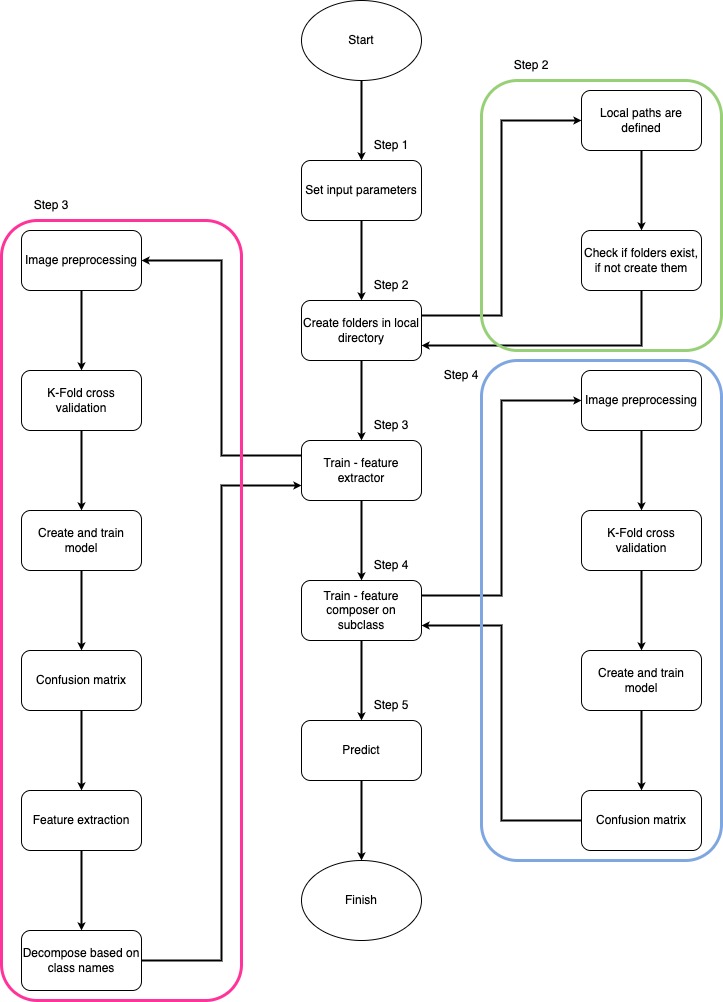 Start
Step 1
Set input parameters
Step 2
Create folders in local
directory
Step 2
Local paths are
defined
Check if folders exist,
if not create them
Step 3
Train - feature
extractor
Step 3
Image preprocessing
K-Fold cross
validation
Create and train
model
Confusion matrix
Feature extraction
Decompose based on
class names
Step 4
Train - feature
composer on
subclass
Step 4
Image preprocessing
K-Fold cross
validation
Create and train
model
Confusion matrix
Step 5
Predict
Finish